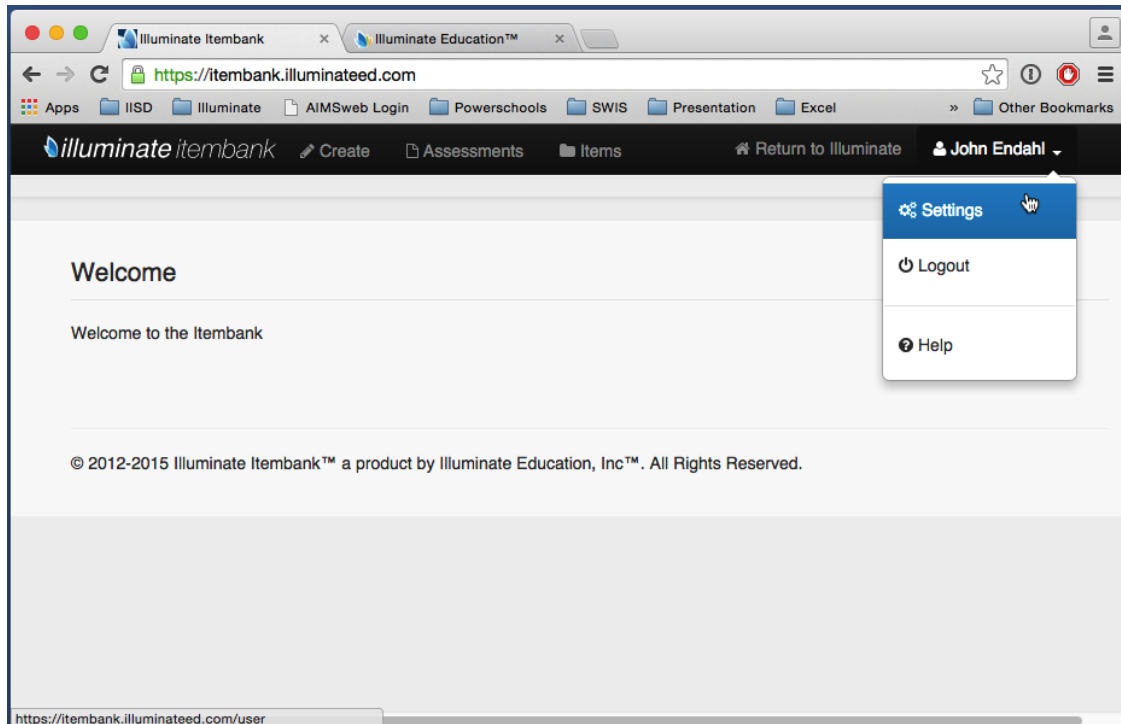 Illuminate Itembank
Illuminate Education™
https://itembank.illuminateed.com
Apps IISD Illuminate AIMSweb Login Powerschools SWIS Presentation Excel » Other Bookmarks
illuminate itembank Create Assessments Items Return to Illuminate John Endahl
Settings
Logout
Help
Welcome
Welcome to the Itembank
© 2012-2015 Illuminate Itembank™ a product by Illuminate Education, Inc™. All Rights Reserved.
https://itembank.illuminateed.com/user